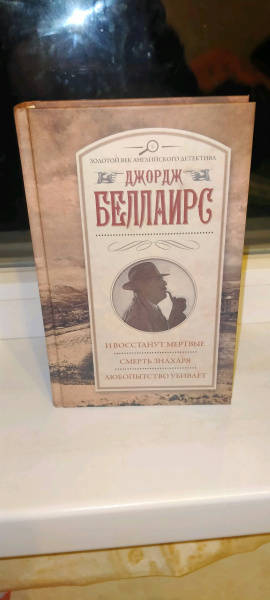 ЗОЛОТОЙ ВЕК АНГЛИЙСКОГО ДЕТЕКТИВА
ДЖОРДЖ
БЕЛЛАИРС
И ВОССТАНУТ МЕРТВЫЕ
СМЕРТЬ ЗНАХАРЯ
ЛЮБОПЫТСТВО УБИВАЕТ